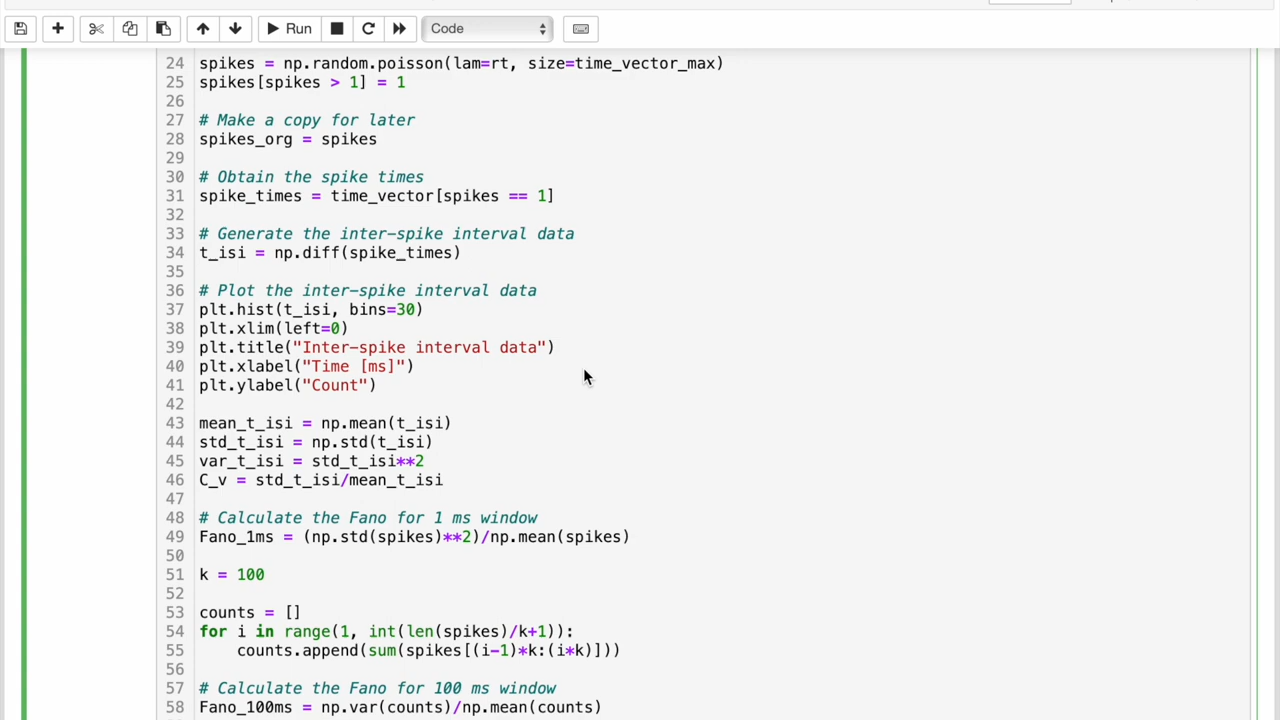 Run
Code
24 spikes = np.random.poisson(lam=rt, size=time_vector_max)
25 spikes[spikes > 1] = 1
26
27 # Make a copy for later
28 spikes_org = spikes
29
30 # Obtain the spike times
31 spike_times = time_vector[spikes == 1]
32
33 # Generate the inter-spike interval data
34 t_isi = np.diff(spike_times)
35
36 # Plot the inter-spike interval data
37 plt.hist(t_isi, bins=30)
38 plt.xlim(left=0)
39 plt.title("Inter-spike interval data")
40 plt.xlabel("Time [ms]")
41 plt.ylabel("Count")
42
43 mean_t_isi = np.mean(t_isi)
44 std_t_isi = np.std(t_isi)
45 var_t_isi = std_t_isi**2
46 C_v = std_t_isi/mean_t_isi
47
48 # Calculate the Fano for 1 ms window
49 Fano_1ms = (np.std(spikes)**2)/np.mean(spikes)
50
51 k = 100
52
53 counts = []
54 for i in range(1, int(len(spikes)/k+1)):
55     counts.append(sum(spikes[(i-1)*k:(i*k)]))
56
57 # Calculate the Fano for 100 ms window
58 Fano_100ms = np.var(counts)/np.mean(counts)